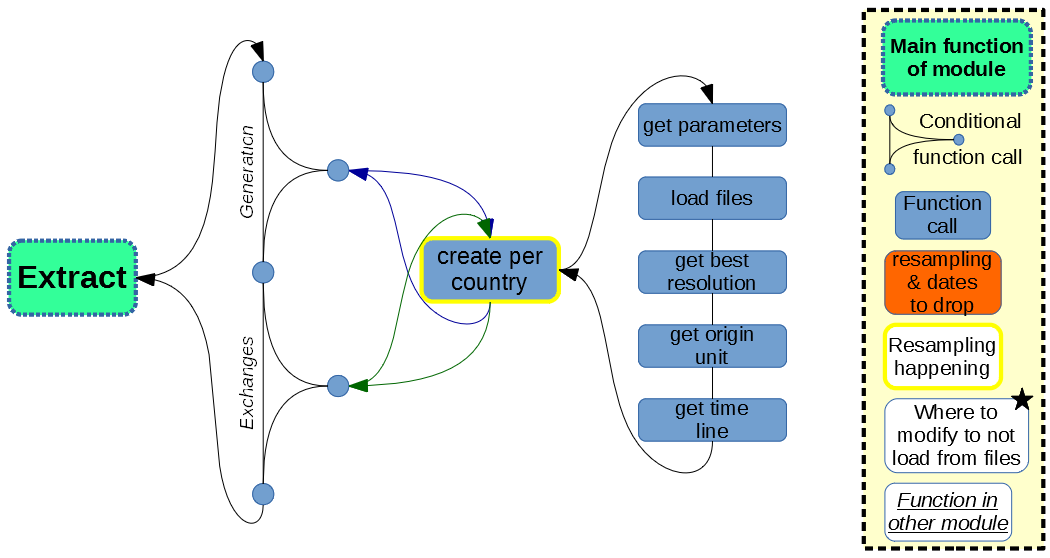 Extract
Generation
Exchanges
create per
country
get parameters
load files
get best
resolution
get origin
unit
get time
line
Main function
of module
Conditional
function call
Function
call
resampling
& dates
to drop
Resampling
happening
Where to
modify to not
load from files
Function in
other module